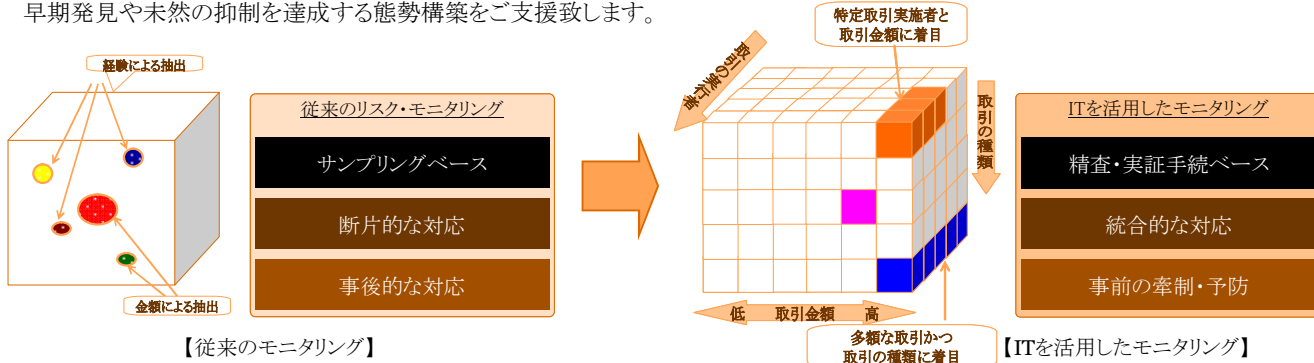 早期発見や未然の抑制を達成する態勢構築をご支援致します。
経験による抽出
金額による抽出
従来のリスク・モニタリング
サンプリングベース
断片的な対応
事後的な対応
【従来のモニタリング】
特定取引実施者と
取引金額に着目
取引の実行者
取引の種類
低 取引金額 高
多額な取引かつ
取引の種類に着目
ITを活用したモニタリング
精査・実証手続ベース
統合的な対応
事前の牽制・予防
【ITを活用したモニタリング】